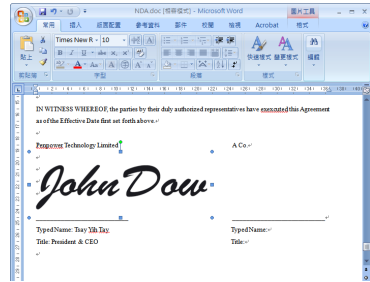 NDA.doc [相容模式] - Microsoft Word
圖片工具
常用 插入 版面配置 參考資料 郵件 校閱 檢視 Acrobat 格式
貼上
Times New R 10
快速樣式 變更樣式 編輯
剪貼簿 字型 段落 樣式
IN WITNESS WHEREOF, the parties by their duly authorized representatives have exsecuted this Agreement
as of the Effective Date first set forth above.
Penpower Technology Limited A Co.
John Dow
Typed Name: Tsay Yih Tay Typed Name:
Title: President & CEO Title: